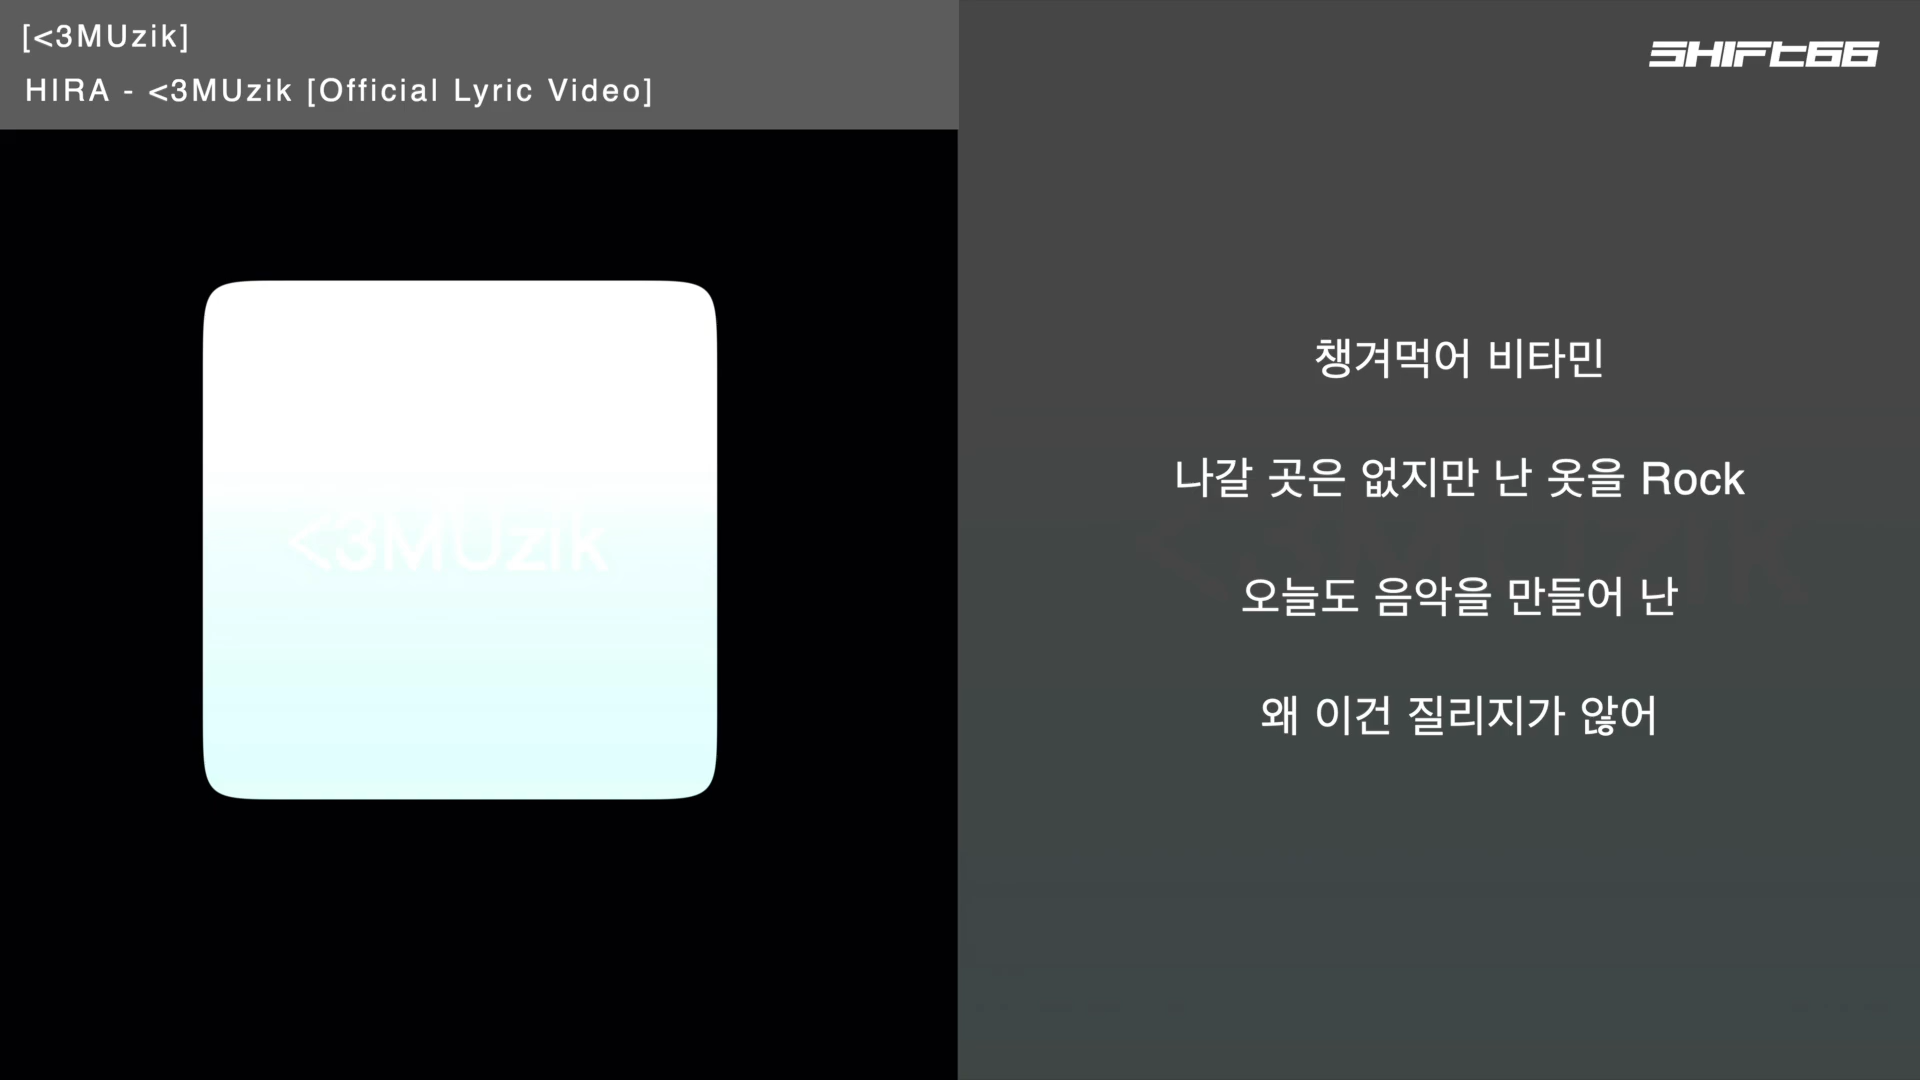 [<3MUzik]
HIRA - <3MUzik [Official Lyric Video]
SHIFT66
<3MUzik
챙겨먹어 비타민
나갈 곳은 없지만 난 옷을 Rock
오늘도 음악을 만들어 난
왜 이건 질리지가 않어
<3MUzik